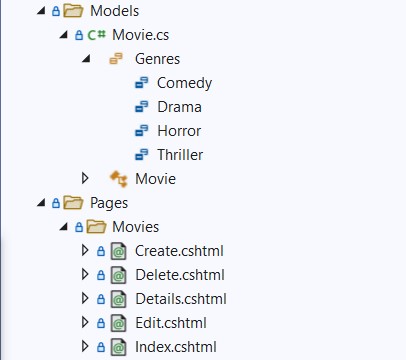 Models
C# Movie.cs
Genres
Comedy
Drama
Horror
Thriller
Movie
Pages
Movies
@ Create.cshtml
@ Delete.cshtml
@ Details.cshtml
@ Edit.cshtml
@ Index.cshtml